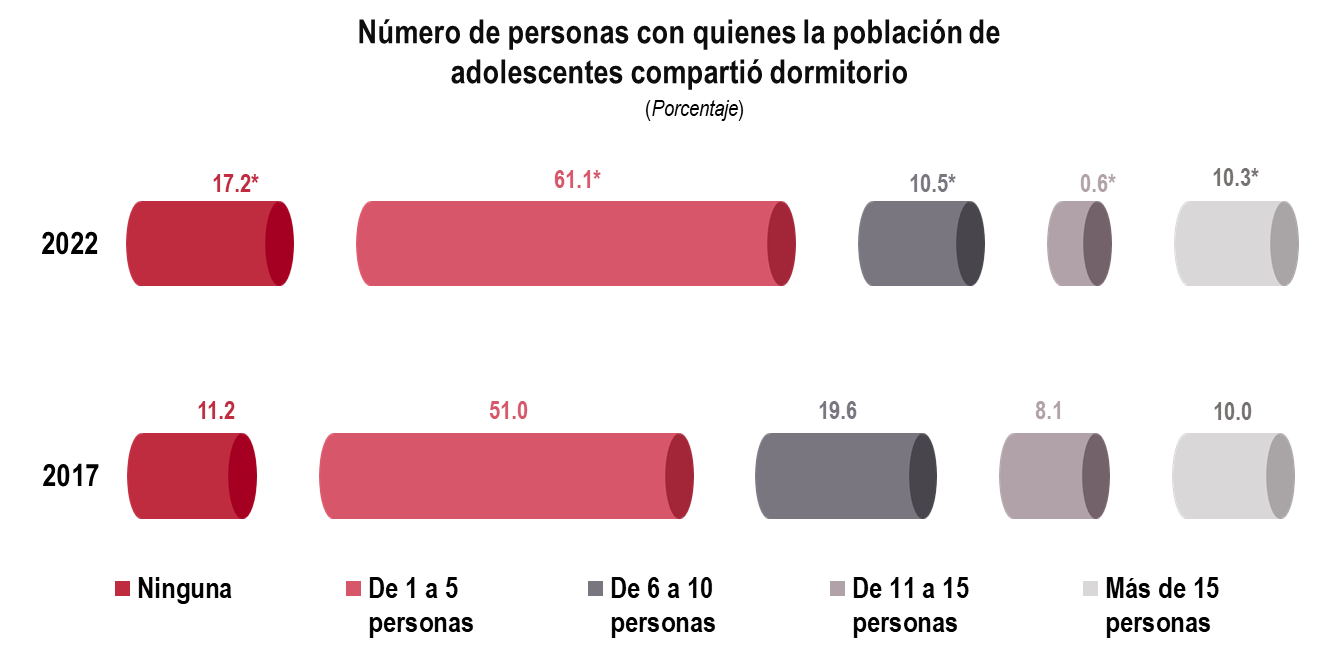 Número de personas con quienes la población de
adolescentes compartió dormitorio
(Porcentaje)
17.2*
61.1*
10.5*
0.6*
10.3*
2022
11.2
51.0
19.6
8.1
10.0
2017
Ninguna
De 1 a 5
personas
De 6 a 10
personas
De 11 a 15
personas
Más de 15
personas